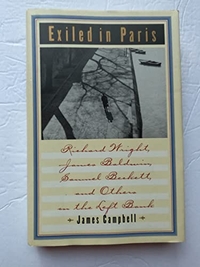 Exiled in Paris
Richard Wright,
James Baldwin,
Samuel Beckett,
and Others
on the Left Bank
James Campbell